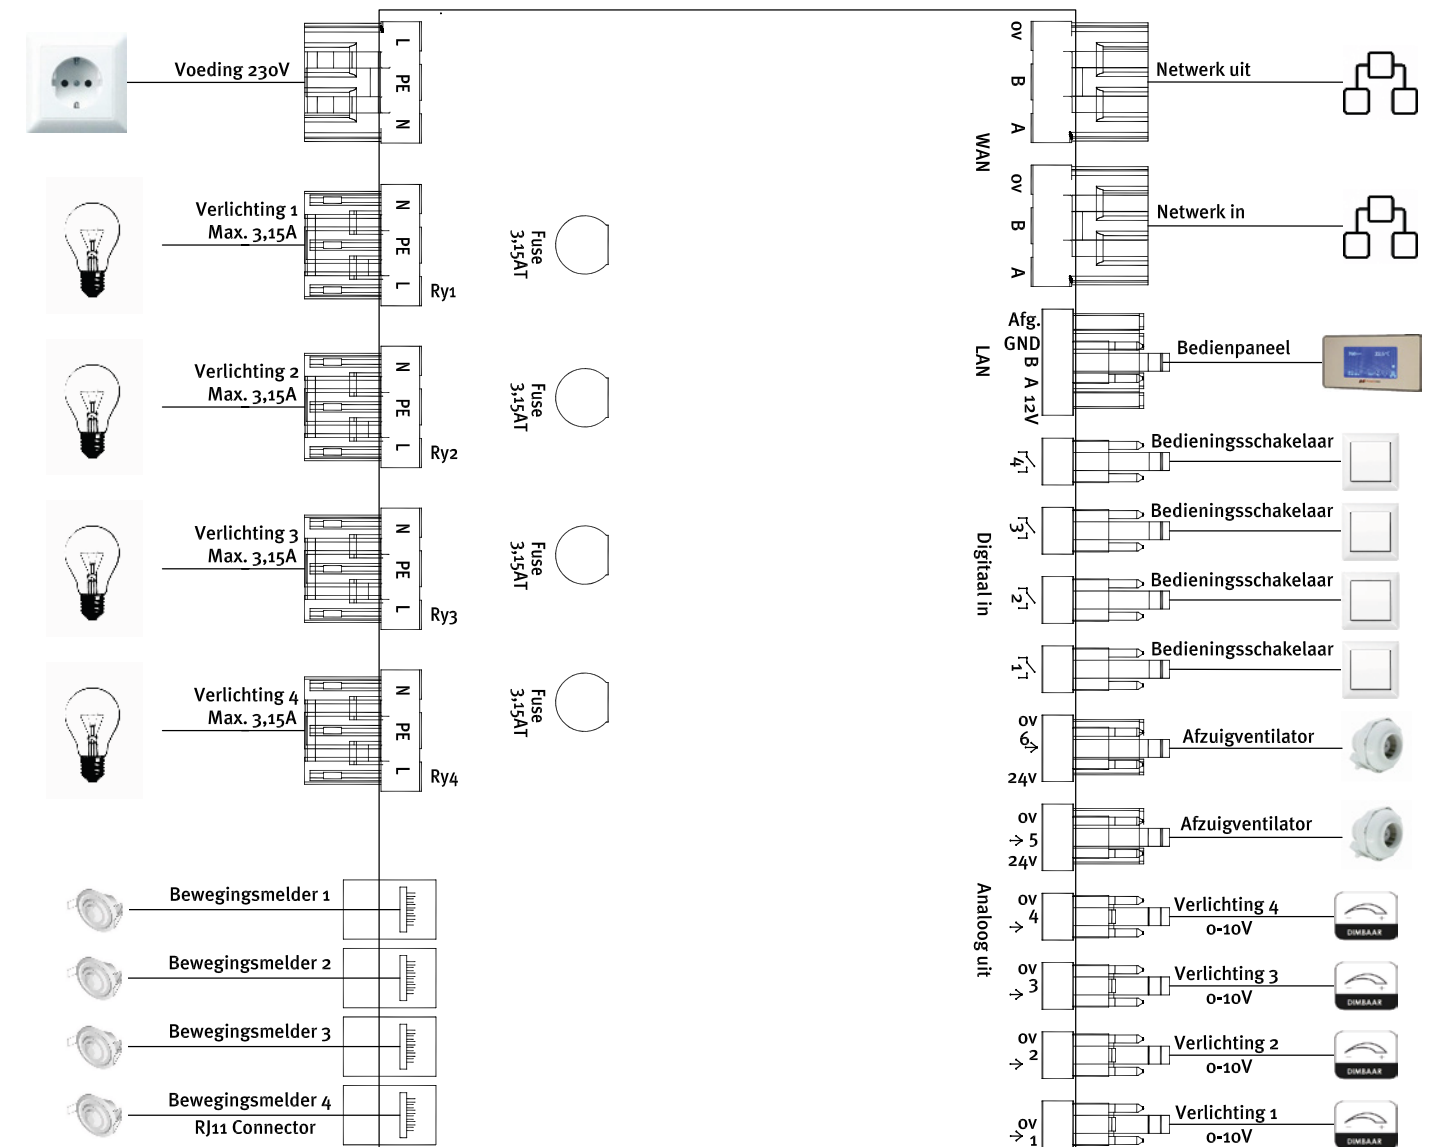 Voeding 230V
L
PE
N
Verlichting 1
Max. 3,15A
N
PE
L
Ry1
Fuse
3,15AT
Verlichting 2
Max. 3,15A
N
PE
L
Ry2
Fuse
3,15AT
Verlichting 3
Max. 3,15A
N
PE
L
Ry3
Fuse
3,15AT
Verlichting 4
Max. 3,15A
N
PE
L
Ry4
Fuse
3,15AT
Bewegingsmelder 1
Bewegingsmelder 2
Bewegingsmelder 3
Bewegingsmelder 4
RJ11 Connector
0V
B
A
Netwerk uit
WAN
0V
B
A
Netwerk in
LAN
Afg.
GND
B
A
12V
Bedienpaneel
Digitaal in
4
Bedieningsschakelaar
3
Bedieningsschakelaar
2
Bedieningsschakelaar
1
Bedieningsschakelaar
0V
6
24V
Afzuigventilator
0V
→ 5
24V
Afzuigventilator
Analoog uit
0V
→ 4
Verlichting 4
0-10V
DIMBAAR
0V
→ 3
Verlichting 3
0-10V
DIMBAAR
0V
→ 2
Verlichting 2
0-10V
DIMBAAR
0V
→ 1
Verlichting 1
0-10V
DIMBAAR